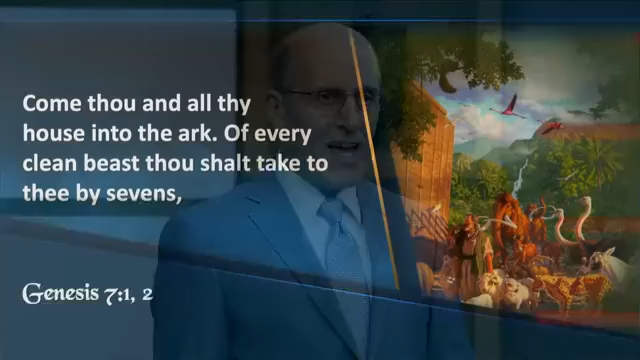 Come thou and all thy
house into the ark. Of every
clean beast thou shalt take to
thee by sevens,
Genesis 7:1, 2